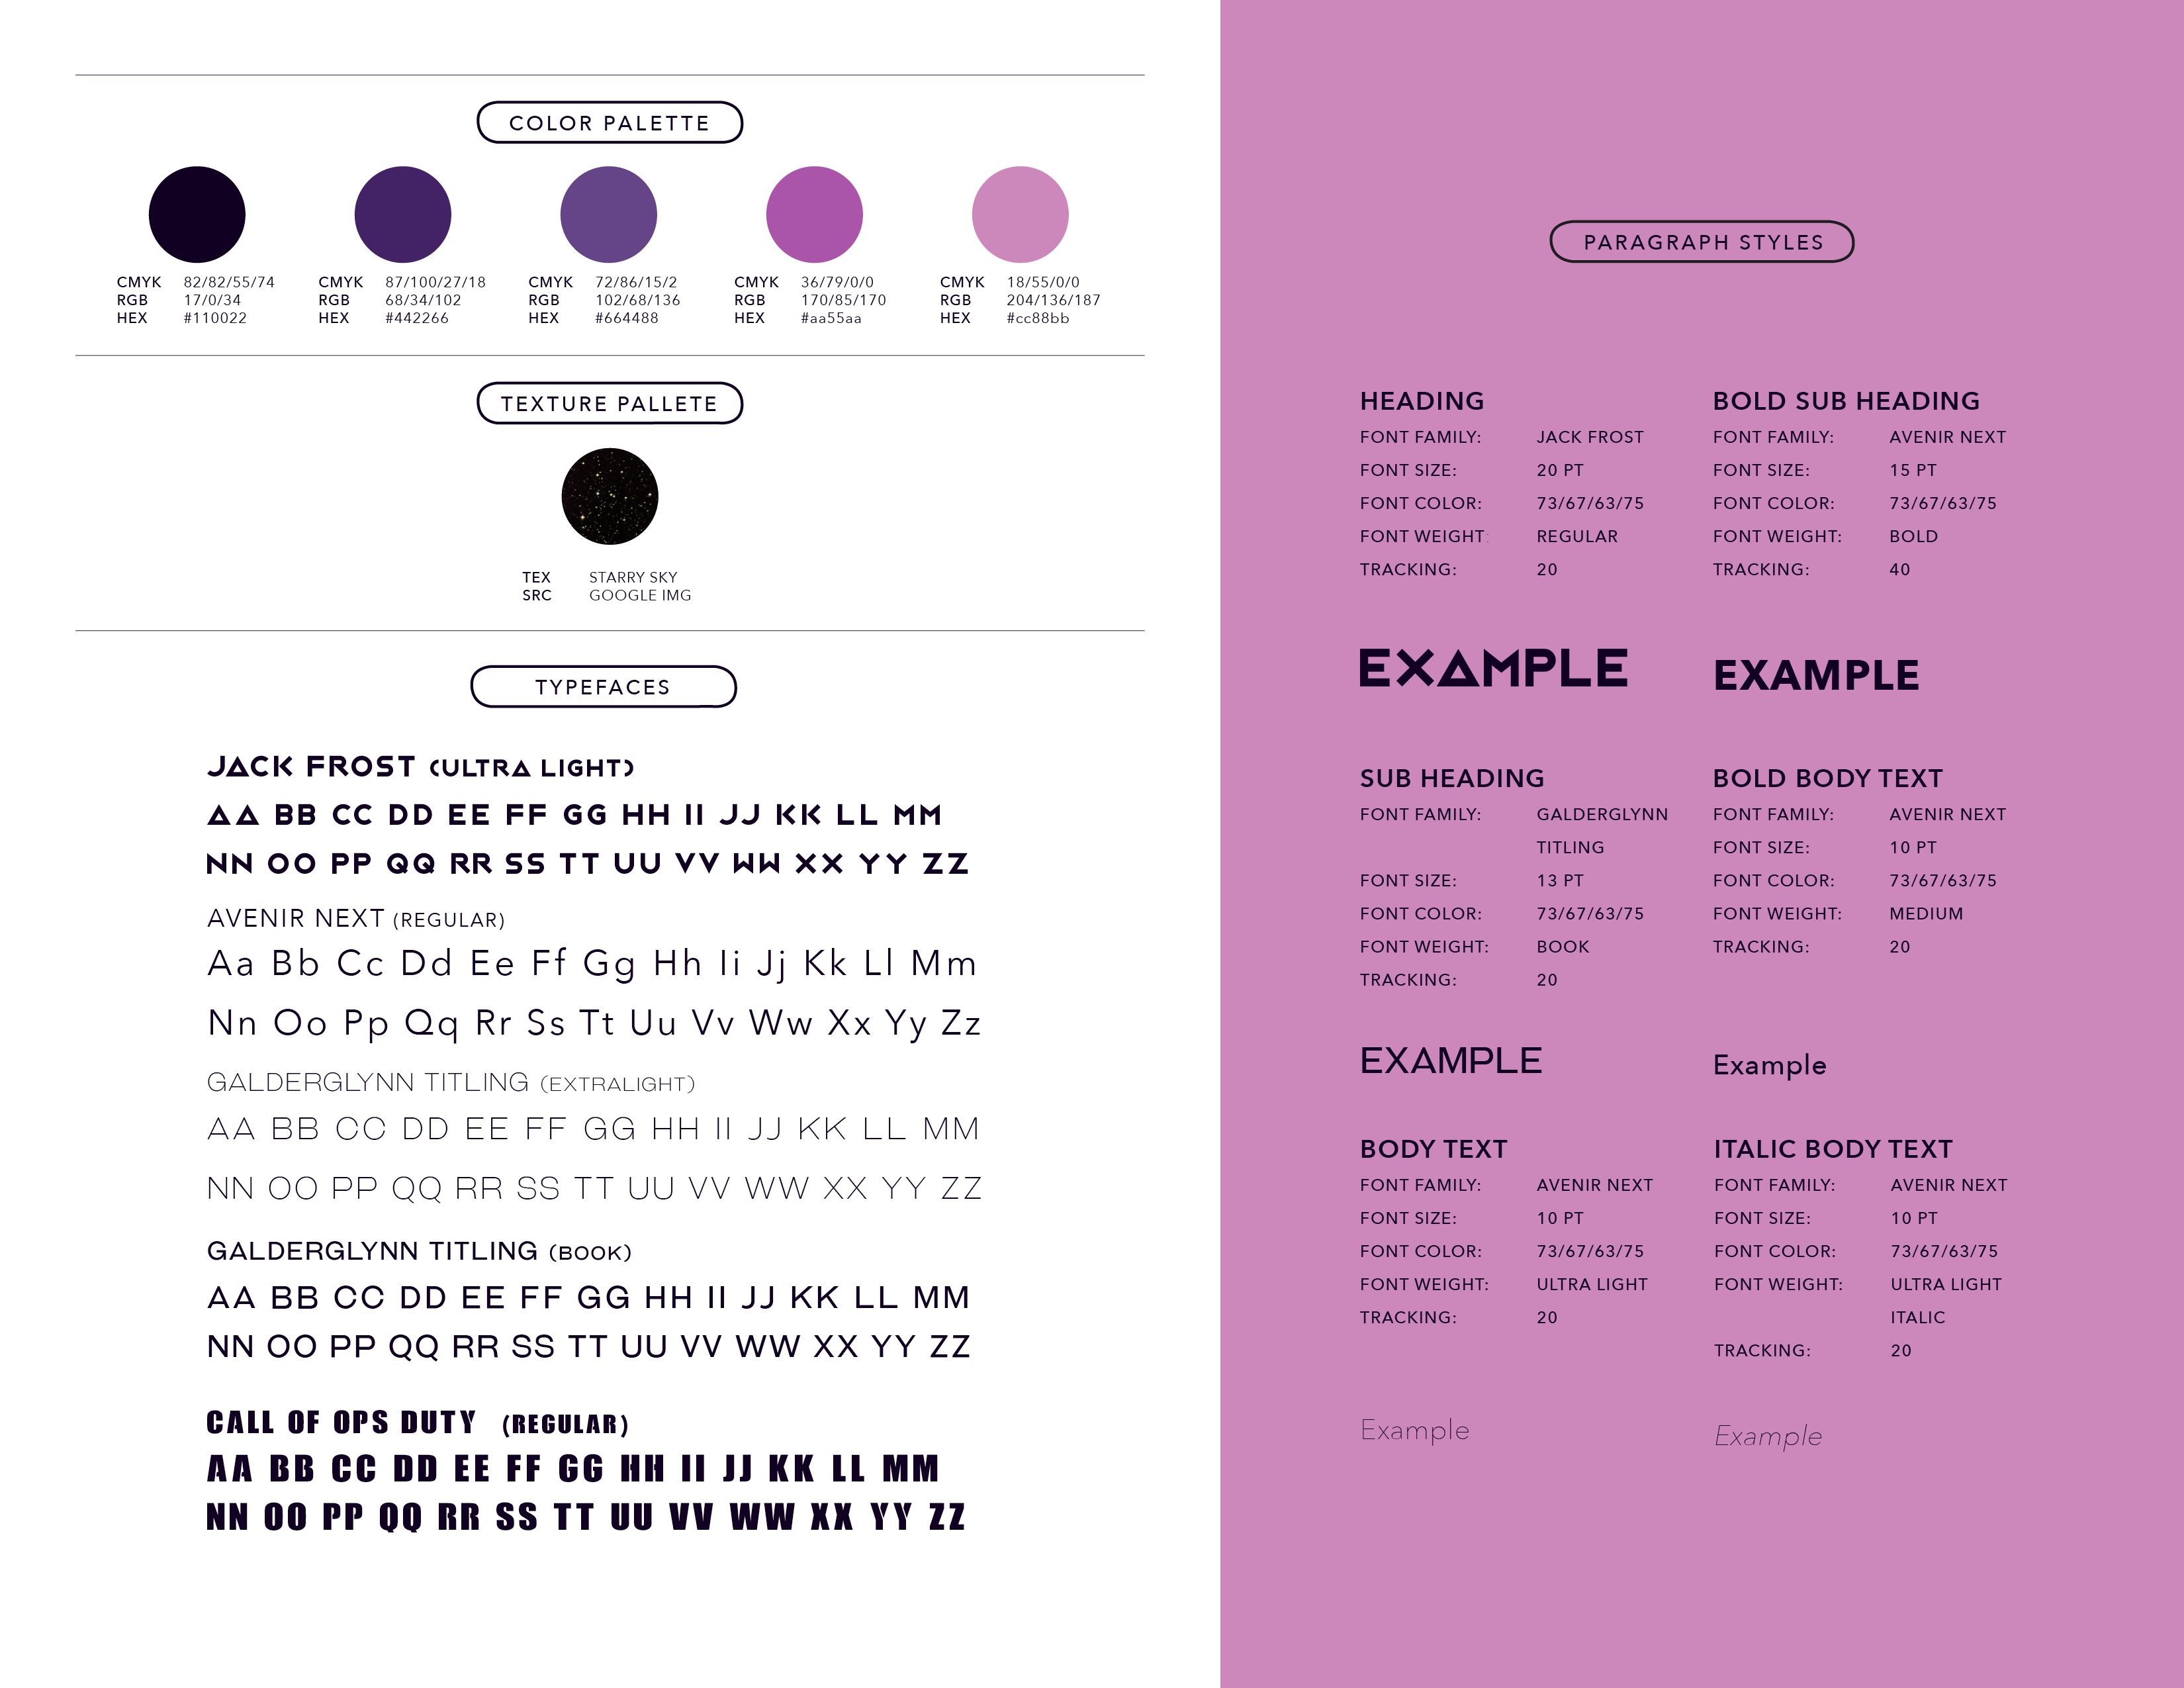 COLOR PALETTE
CMYK 82/82/55/74
RGB 17/0/34
HEX #110022
CMYK 87/100/27/18
RGB 68/34/102
HEX #442266
CMYK 72/86/15/2
RGB 102/68/136
HEX #664488
CMYK 36/79/0/0
RGB 170/85/170
HEX #aa55aa
CMYK 18/55/0/0
RGB 204/136/187
HEX #cc88bb
TEXTURE PALLETE
TEX STARRY SKY
SRC GOOGLE IMG
TYPEFACES
JACK FROST (ULTRA LIGHT)
AA BB CC DD EE FF GG HH II JJ KK LL MM
NN OO PP QQ RR SS TT UU VV WW XX YY ZZ
AVENIR NEXT (REGULAR)
Aa Bb Cc Dd Ee Ff Gg Hh Ii Jj Kk Ll Mm
Nn Oo Pp Qq Rr Ss Tt Uu Vv Ww Xx Yy Zz
GALDERGLYNN TITLING (EXTRALIGHT)
AA BB CC DD EE FF GG HH II JJ KK LL MM
NN OO PP QQ RR SS TT UU VV WW XX YY ZZ
GALDERGLYNN TITLING (BOOK)
AA BB CC DD EE FF GG HH II JJ KK LL MM
NN OO PP QQ RR SS TT UU VV WW XX YY ZZ
CALL OF OPS DUTY (REGULAR)
AA BB CC DD EE FF GG HH II JJ KK LL MM
NN OO PP QQ RR SS TT UU VV WW XX YY ZZ
PARAGRAPH STYLES
HEADING
FONT FAMILY: JACK FROST
FONT SIZE: 20 PT
FONT COLOR: 73/67/63/75
FONT WEIGHT: REGULAR
TRACKING: 20
EXAMPLE
BOLD SUB HEADING
FONT FAMILY: AVENIR NEXT
FONT SIZE: 15 PT
FONT COLOR: 73/67/63/75
FONT WEIGHT: BOLD
TRACKING: 40
EXAMPLE
SUB HEADING
FONT FAMILY: GALDERGLYNN
TITLING
FONT SIZE: 13 PT
FONT COLOR: 73/67/63/75
FONT WEIGHT: BOOK
TRACKING: 20
EXAMPLE
BOLD BODY TEXT
FONT FAMILY: AVENIR NEXT
FONT SIZE: 10 PT
FONT COLOR: 73/67/63/75
FONT WEIGHT: MEDIUM
TRACKING: 20
Example
BODY TEXT
FONT FAMILY: AVENIR NEXT
FONT SIZE: 10 PT
FONT COLOR: 73/67/63/75
FONT WEIGHT: ULTRA LIGHT
TRACKING: 20
Example
ITALIC BODY TEXT
FONT FAMILY: AVENIR NEXT
FONT SIZE: 10 PT
FONT COLOR: 73/67/63/75
FONT WEIGHT: ULTRA LIGHT
ITALIC
TRACKING: 20
Example